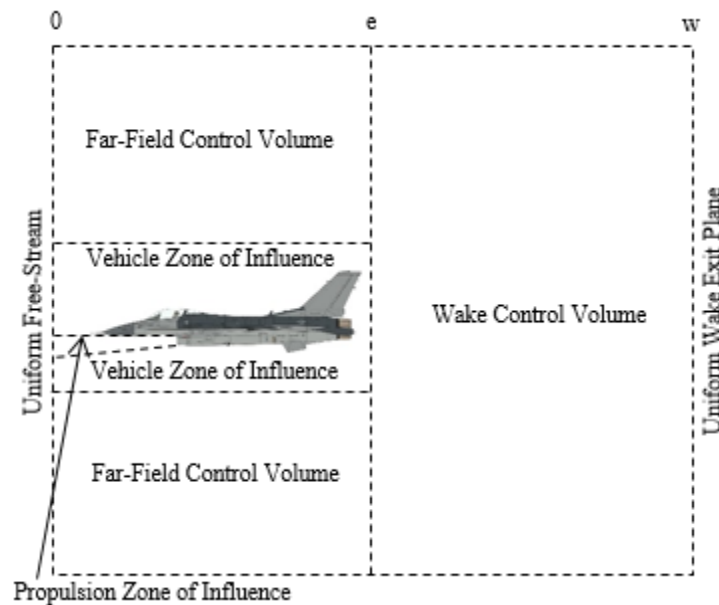 0 e w
Far-Field Control Volume
Uniform Free-Stream
Vehicle Zone of Influence
Wake Control Volume
Uniform Wake Exit Plane
Vehicle Zone of Influence
Far-Field Control Volume
Propulsion Zone of Influence